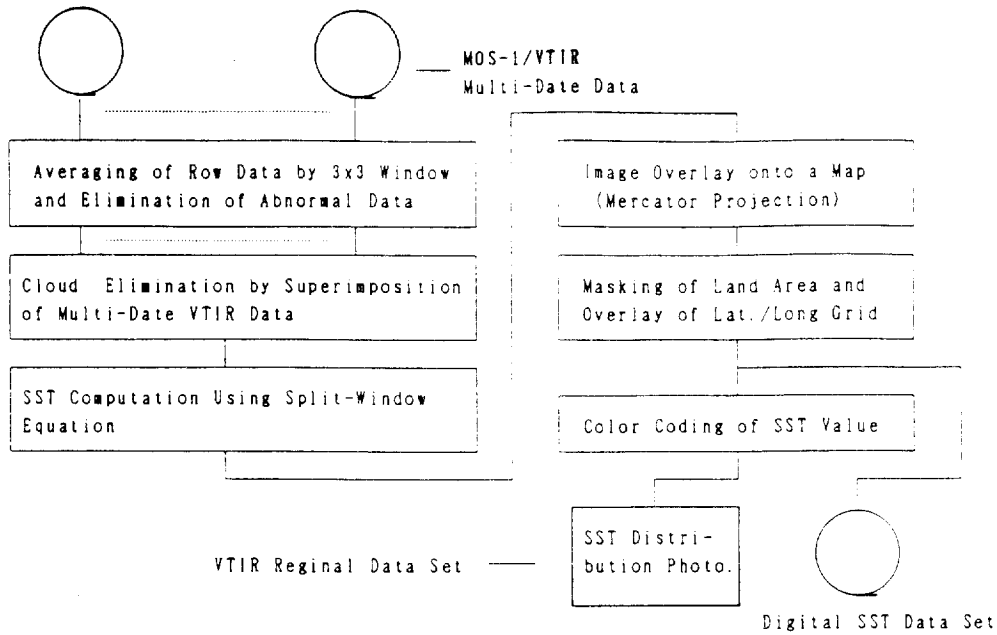 MOS-1/VTIR
Multi-Date Data
Averaging of Row Data by 3x3 Window
and Elimination of Abnormal Data
Cloud Elimination by Superimposition
of Multi-Date VTIR Data
SST Computation Using Split-Window
Equation
Image Overlay onto a Map
(Mercator Projection)
Masking of Land Area and
Overlay of Lat./Long Grid
Color Coding of SST Value
SST Distri-
bution Photo.
VTIR Reginal Data Set
Digital SST Data Set